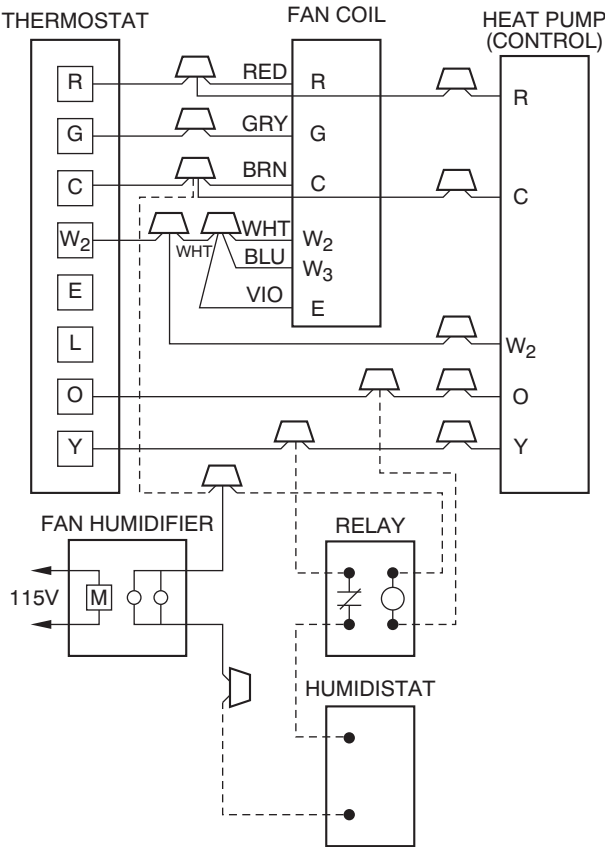 THERMOSTAT
FAN COIL
HEAT PUMP
(CONTROL)
R
RED
R
R
G
GRY
G
C
BRN
C
C
W2
WHT
WHT
W2
BLU
W3
E
VIO
E
L
W2
O
O
Y
Y
FAN HUMIDIFIER
RELAY
115V
M
HUMIDISTAT